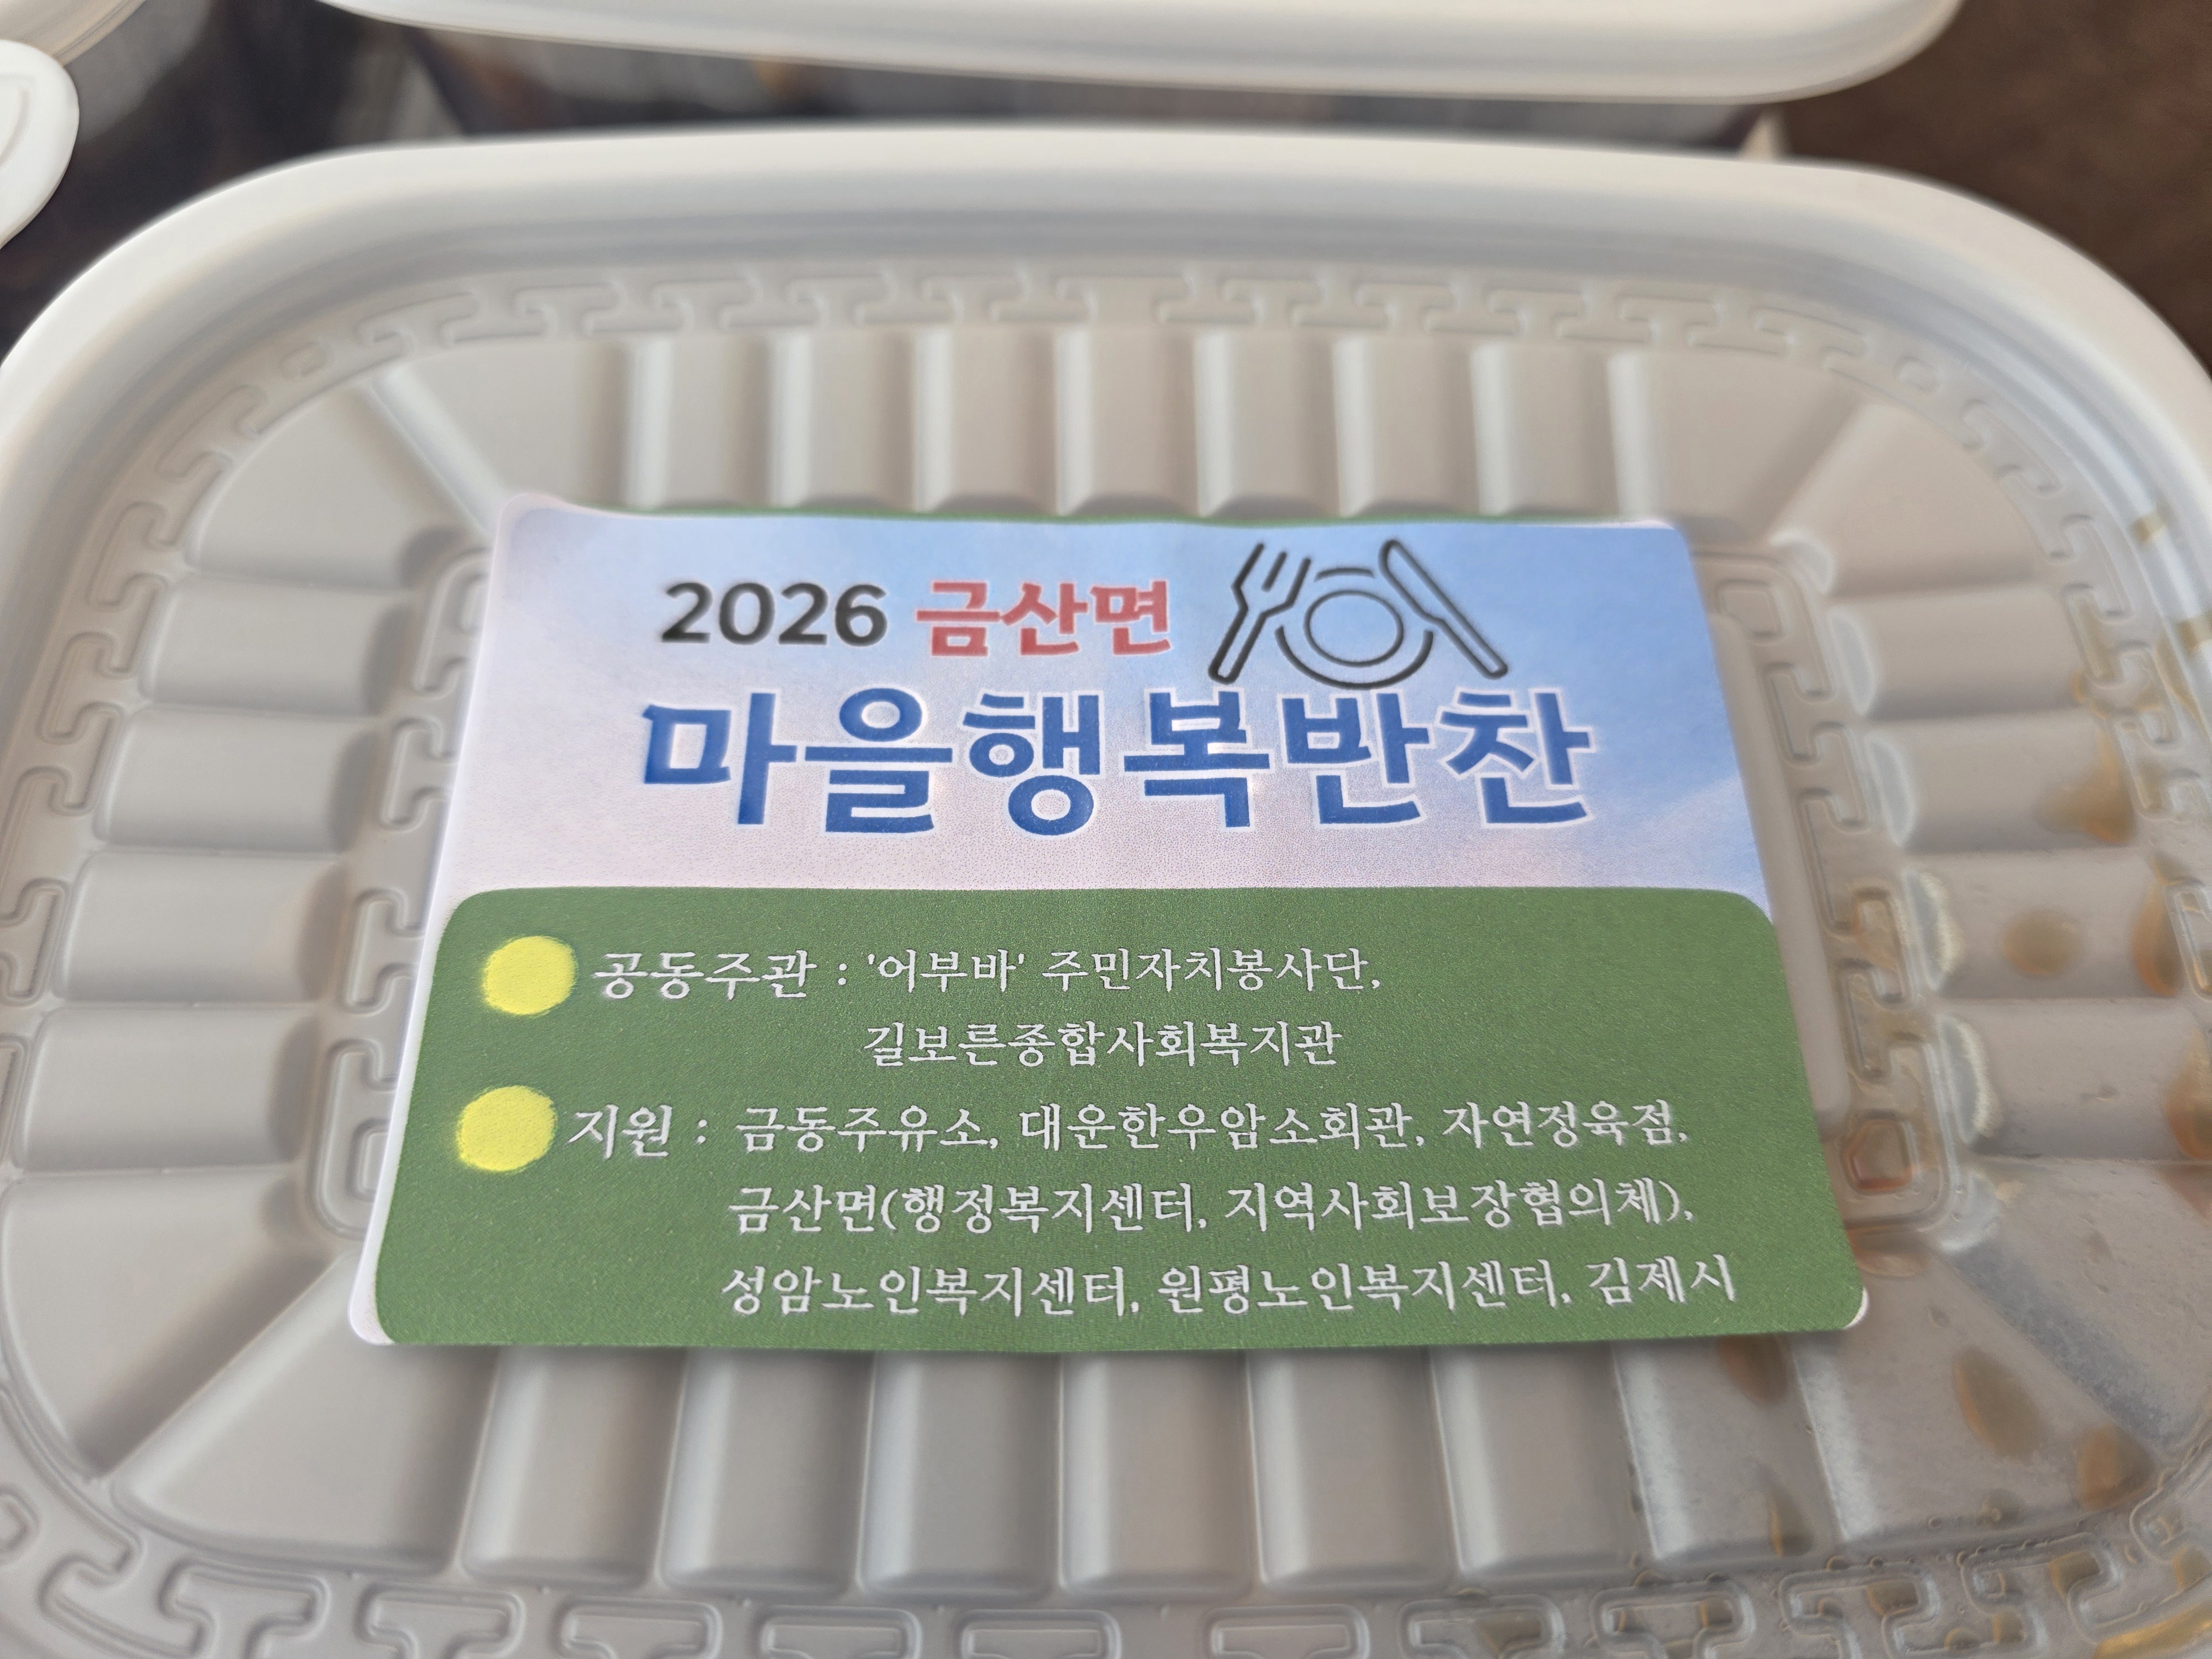 2026 금산면
마을행복반찬
공동주관 : '어부바' 주민자치봉사단,
길보른종합사회복지관
지원 : 금동주유소, 대운한우암소회관, 자연정육점,
금산면(행정복지센터, 지역사회보장협의체),
성암노인복지센터, 원평노인복지센터, 김제시